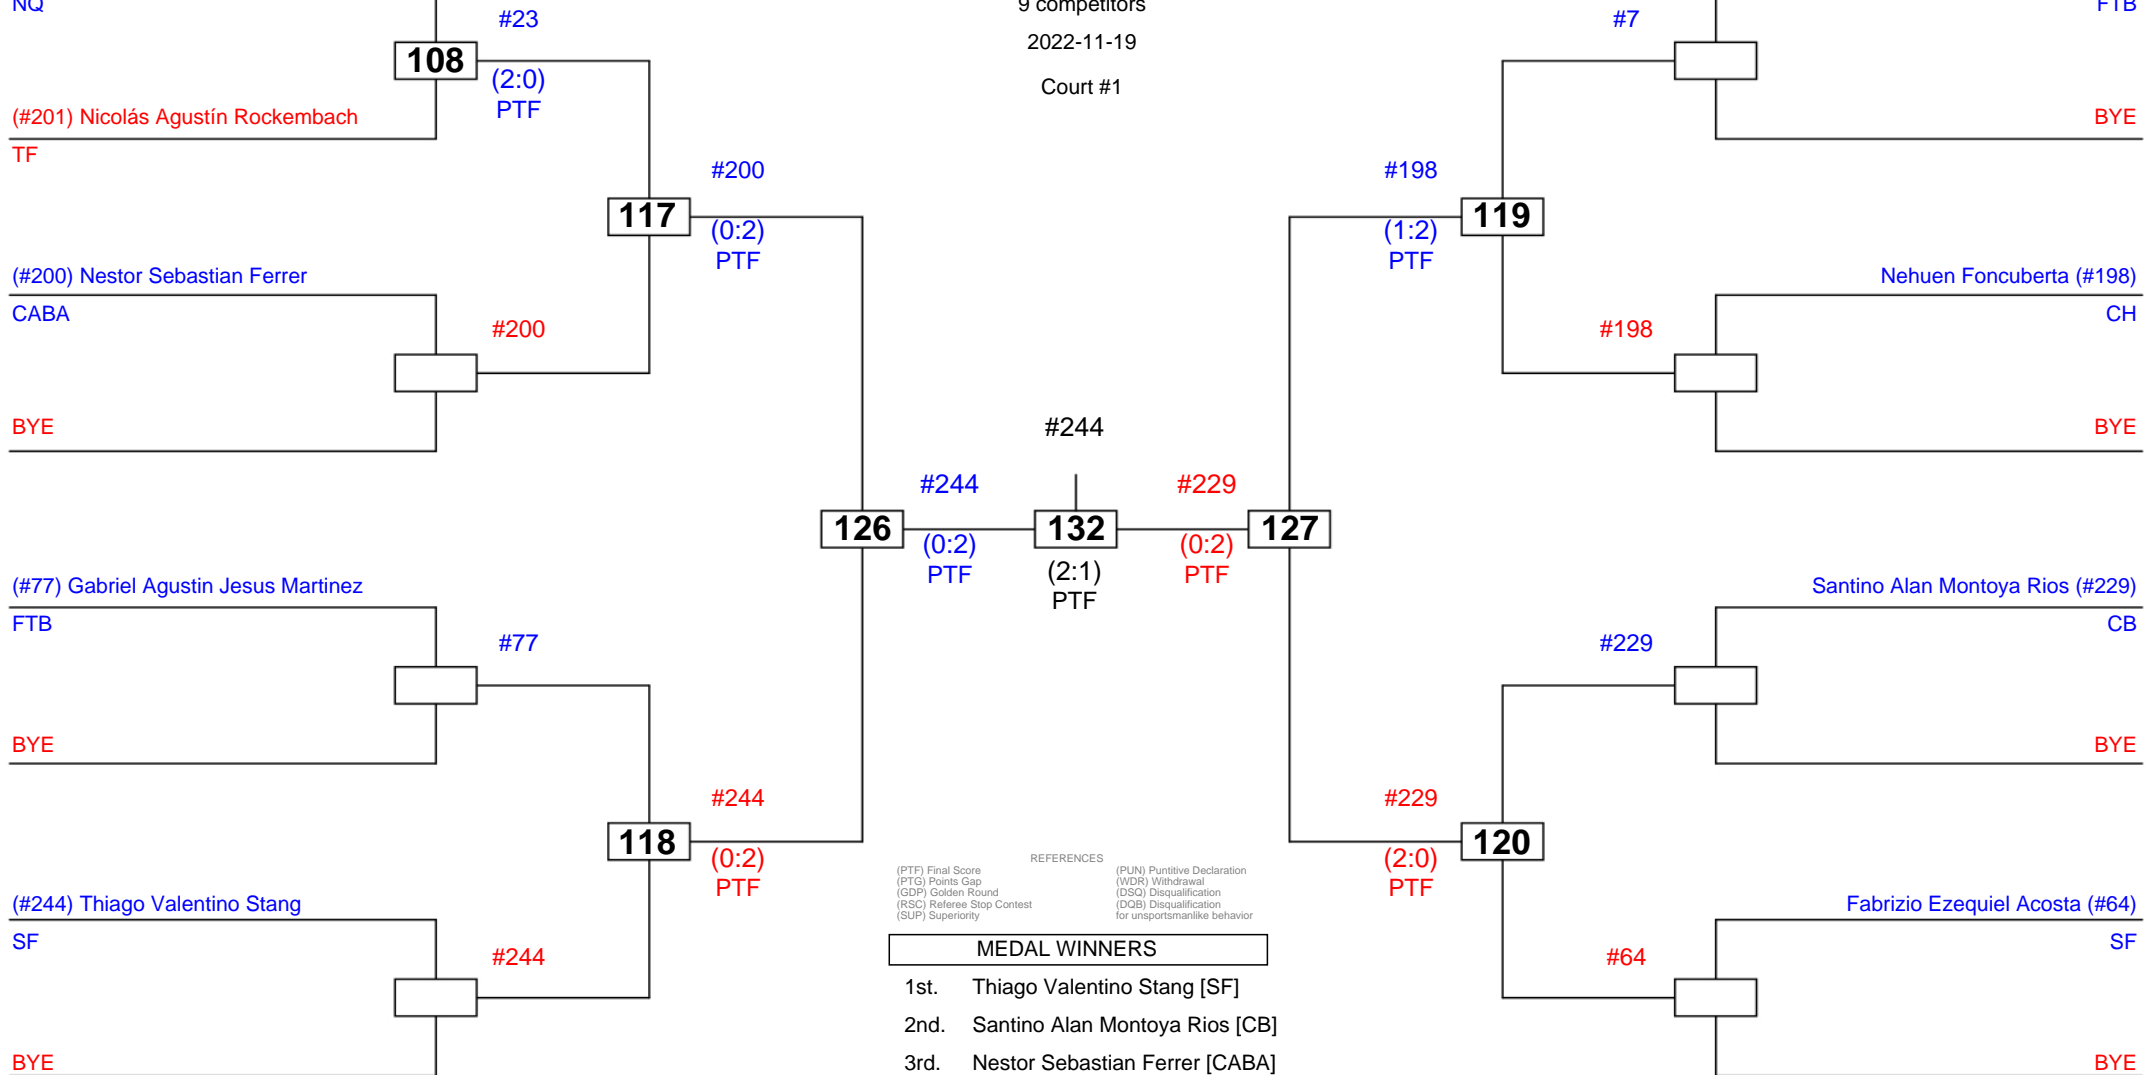 NQ
#23
9 competitors
#7
FTB
2022-11-19
108
(2:0)
PTF
Court #1
(#201) Nicolás Agustín Rockembach
BYE
TF
#200
#198
117
119
(0:2)
PTF
(1:2)
PTF
(#200) Nestor Sebastian Ferrer
Nehuen Foncuberta (#198)
CABA
CH
#200
#198
BYE
BYE
#244
#244
#229
126
132
127
(0:2)
PTF
(2:1)
PTF
(0:2)
PTF
(#77) Gabriel Agustin Jesus Martinez
Santino Alan Montoya Rios (#229)
FTB
CB
#77
#229
BYE
BYE
#244
#229
118
120
(0:2)
PTF
(2:0)
PTF
REFERENCES
(PTF) Final Score
(PTG) Points Gap
(GDP) Golden Round
(RSC) Referee Stop Contest
(SUP) Superiority
(PUN) Puntitive Declaration
(WDR) Withdrawal
(DSQ) Disqualification
(DQB) Disqualification
for unsportsmanlike behavior
(#244) Thiago Valentino Stang
Fabrizio Ezequiel Acosta (#64)
SF
SF
#244
#64
MEDAL WINNERS
1st. Thiago Valentino Stang [SF]
2nd. Santino Alan Montoya Rios [CB]
3rd. Nestor Sebastian Ferrer [CABA]
BYE
BYE